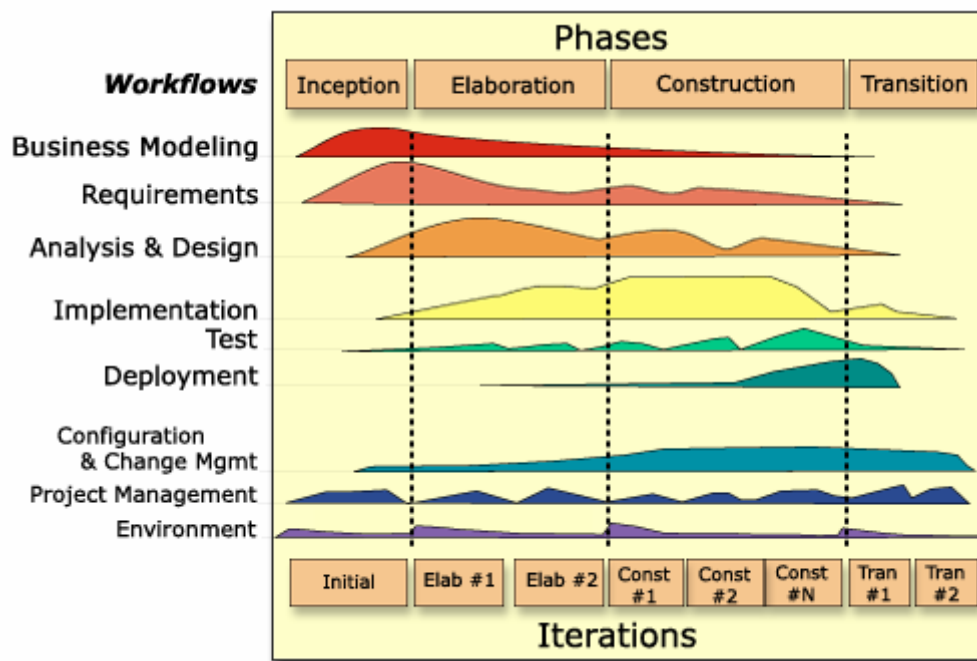 Phases
Workflows
Inception
Elaboration
Construction
Transition
Business Modeling
Requirements
Analysis & Design
Implementation
Test
Deployment
Configuration
& Change Mgmt
Project Management
Environment
Initial
Elab #1
Elab #2
Const
#1
Const
#2
Const
#N
Tran
#1
Tran
#2
Iterations